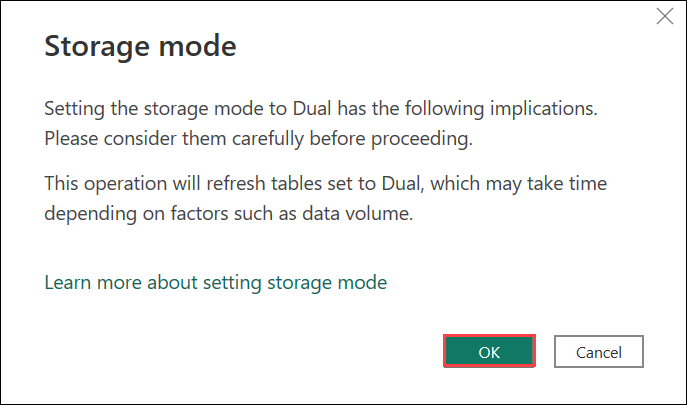 Storage mode
Setting the storage mode to Dual has the following implications.
Please consider them carefully before proceeding.
This operation will refresh tables set to Dual, which may take time
depending on factors such as data volume.
Learn more about setting storage mode
OK
Cancel